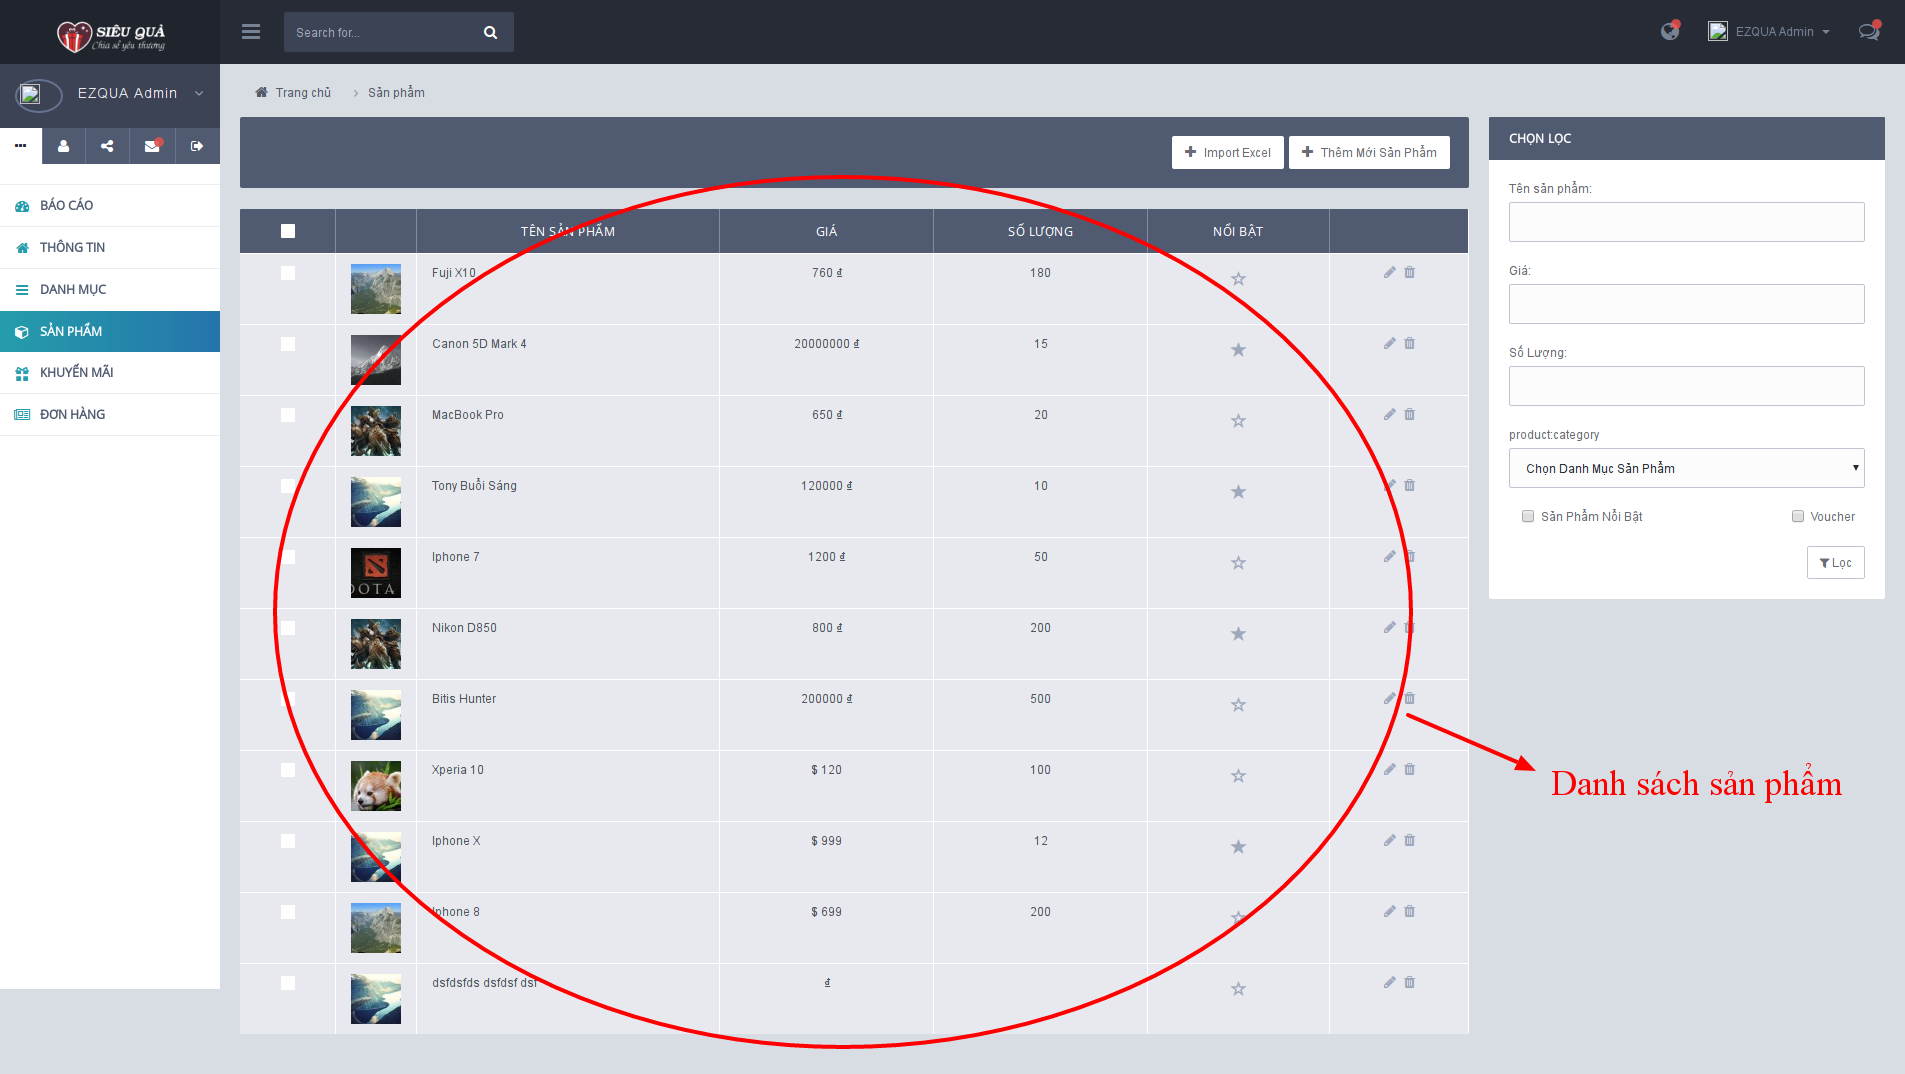 SIÊU QUÀ
Chia sẻ yêu thương
Search for...
EZQUA Admin
EZQUA Admin
Trang chủ
Sản phẩm
BÁO CÁO
THÔNG TIN
DANH MỤC
SẢN PHẨM
KHUYẾN MÃI
ĐƠN HÀNG
Import Excel
Thêm Mới Sản Phẩm
TÊN SẢN PHẨM GIÁ SỐ LƯỢNG NỔI BẬT
Fuji X10 760 ₫ 180
Canon 5D Mark 4 20000000 ₫ 15
MacBook Pro 650 ₫ 20
Tony Buổi Sáng 120000 ₫ 10
Iphone 7 1200 ₫ 50
DOTA
Nikon D850 800 ₫ 200
Bitis Hunter 200000 ₫ 500
Xperia 10 $ 120 100
Iphone X $ 999 12
Iphone 8 $ 699 200
dsfdsfds dsfdsf dsf ₫
CHỌN LỌC
Tên sản phẩm:
Giá:
Số Lượng:
product:category
Chọn Danh Mục Sản Phẩm
Sản Phẩm Nổi Bật
Voucher
Lọc
Danh sách sản phẩm